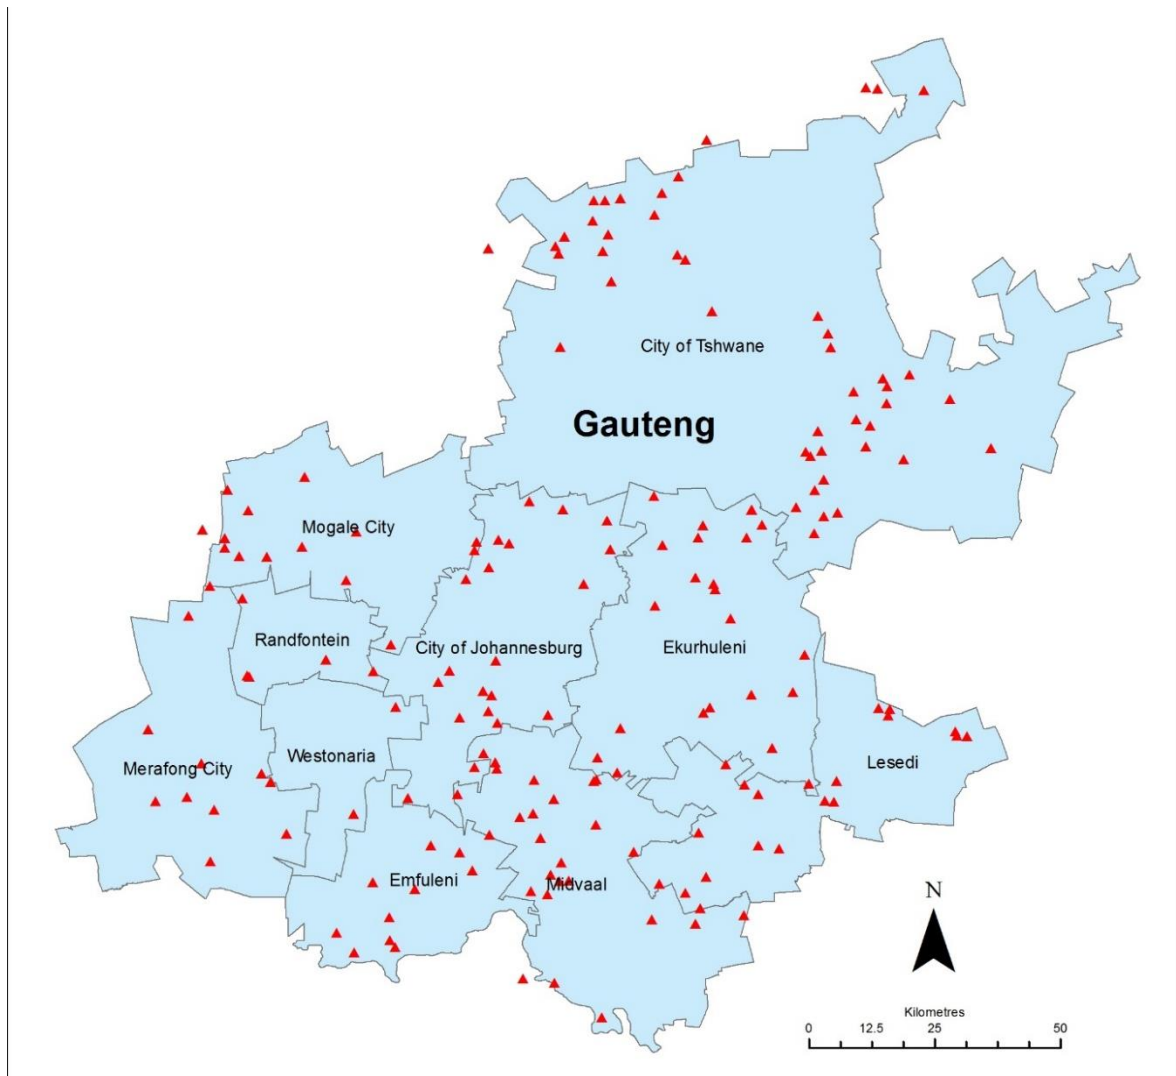 City of Tshwane
Gauteng
Mogale City
Randfontein
City of Johannesburg
Ekurhuleni
Westonaria
Merafong City
Lesedi
Emfuleni
Midvaal
N
Kilometres
0 12.5 25 50